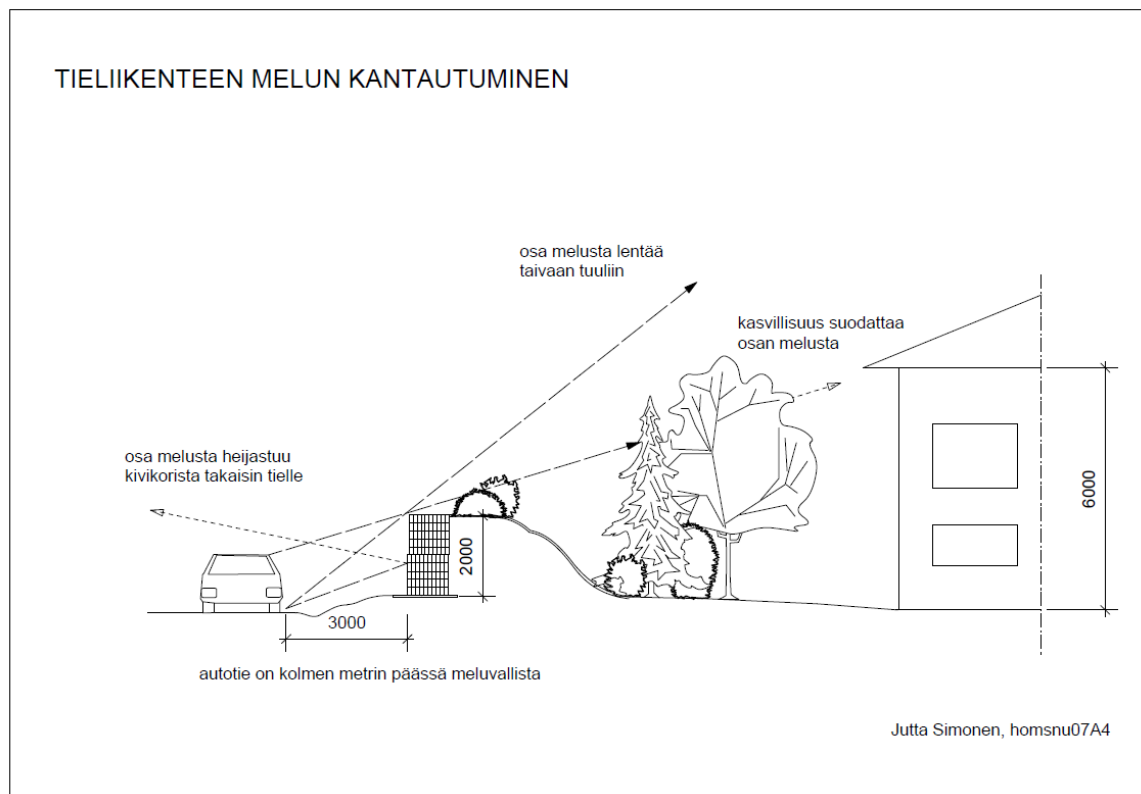 TIELIIKENTEEN MELUN KANTAUTUMINEN
osa melusta lentää
taivaan tuuliin
kasvillisuus suodattaa
osan melusta
osa melusta heijastuu
kivikorista takaisin tielle
2000
6000
3000
autotie on kolmen metrin päässä meluvallista
Jutta Simonen, homsnu07A4